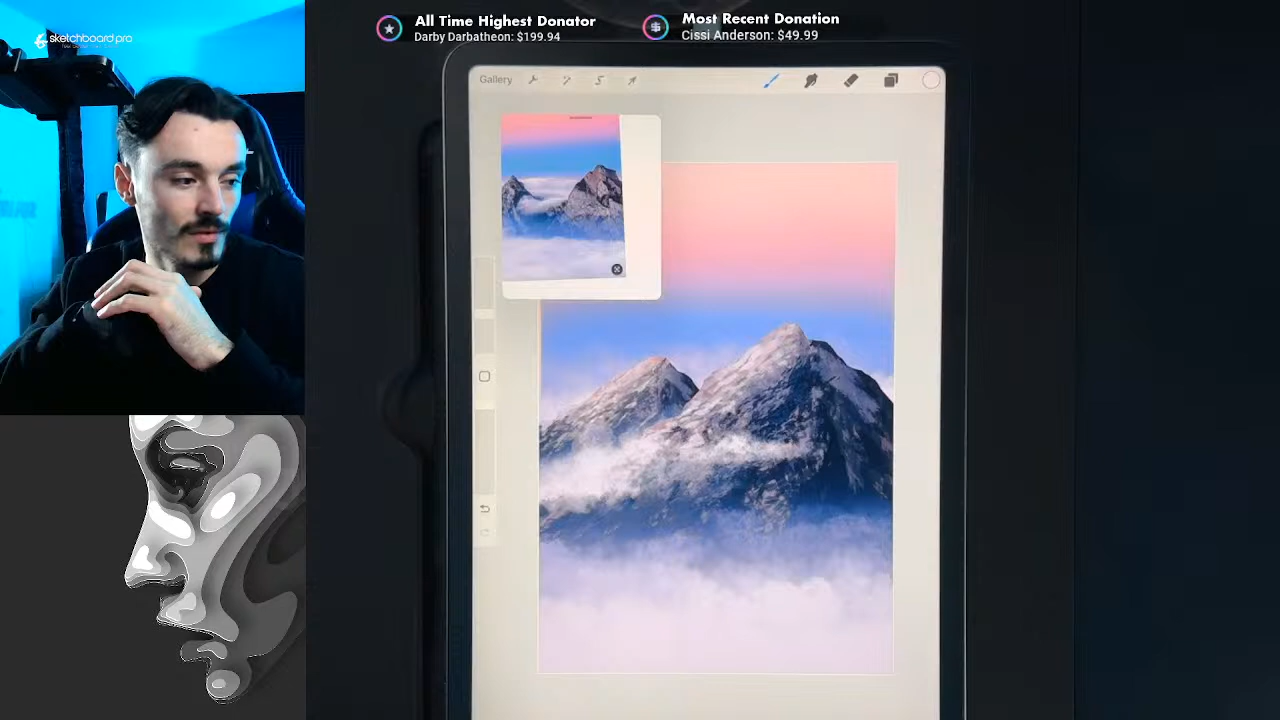 All Time Highest Donator
Darby Darbatheon: $199.94
Most Recent Donation
Cissi Anderson: $49.99
sketchboard pro
Gallery